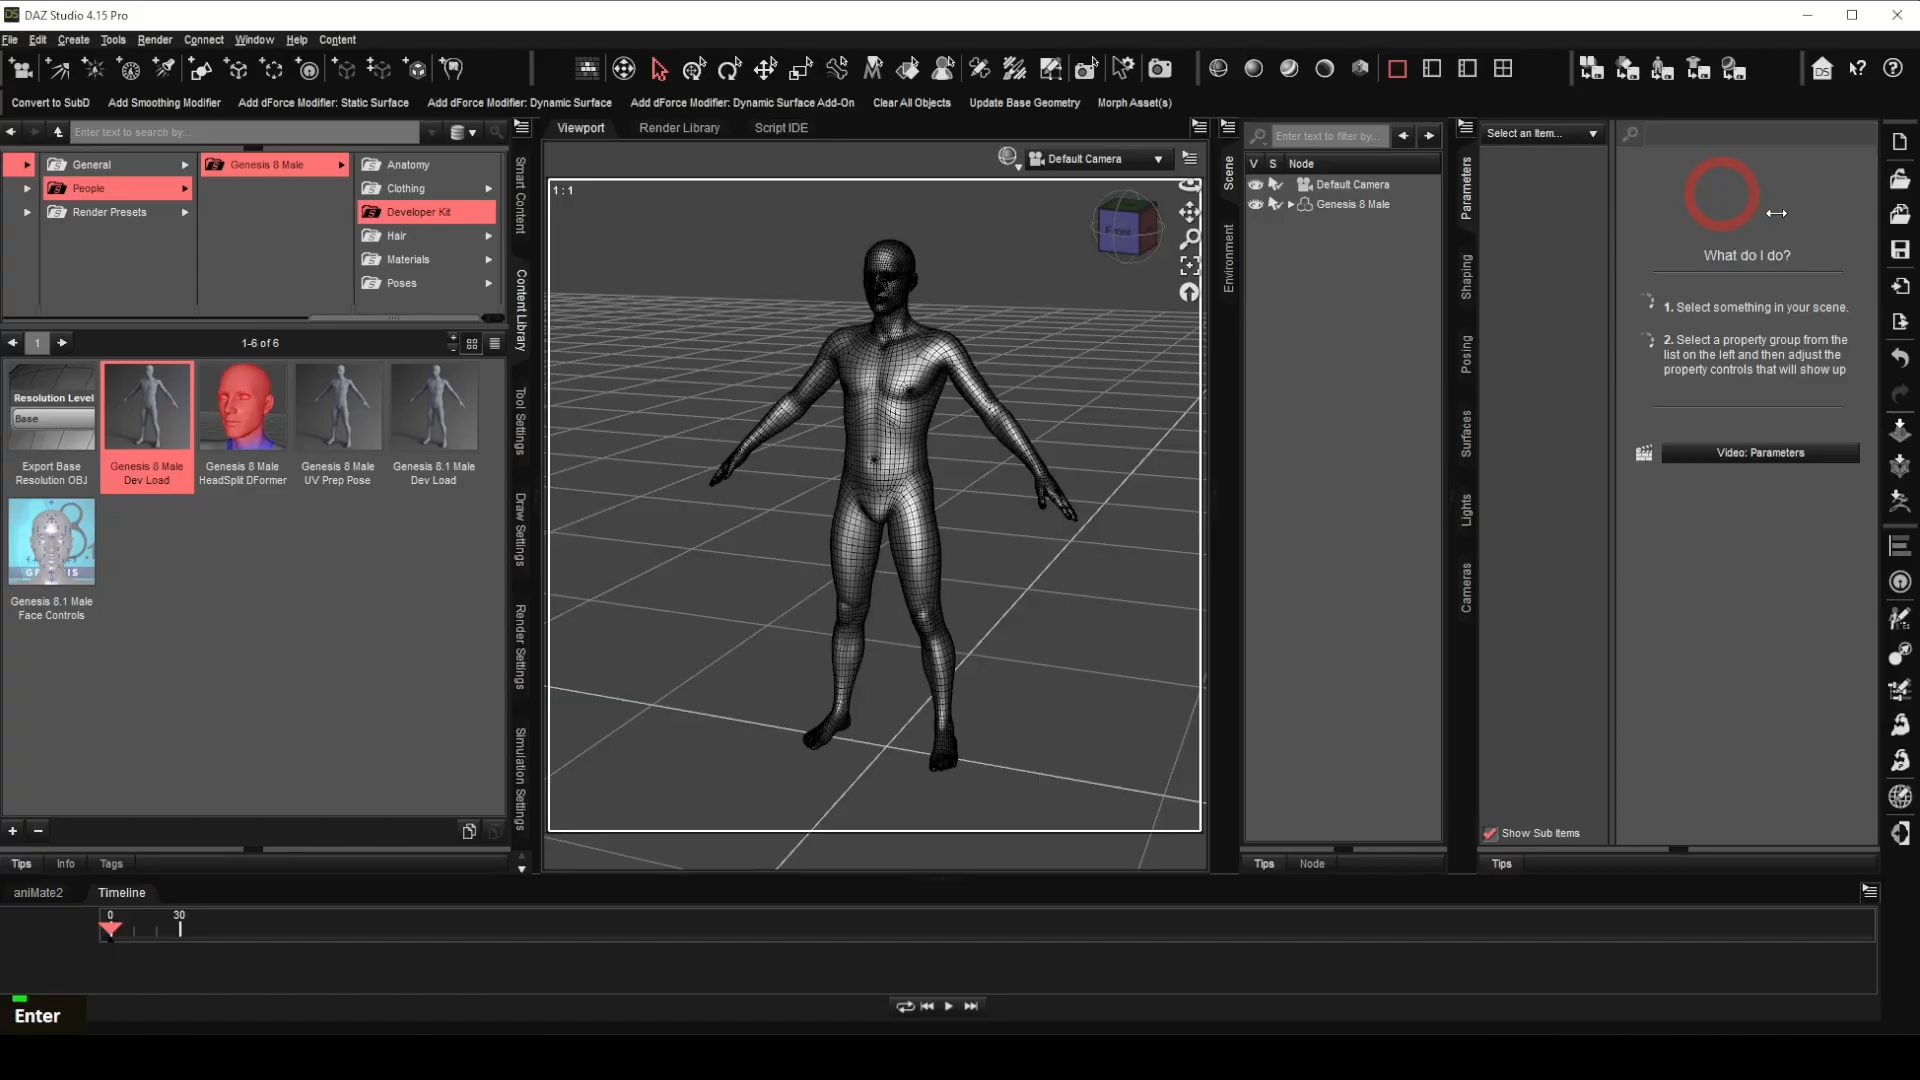 DAZ Studio 4.15 Pro
File Edit Create Tools Render Connect Window Help Content
Convert to SubD Add Smoothing Modifier Add dForce Modifier: Static Surface Add dForce Modifier: Dynamic Surface Add dForce Modifier: Dynamic Surface Add-On Clear All Objects Update Base Geometry Morph Asset(s)
Enter text to search by...
General
People
Render Presets
Genesis 8 Male
Anatomy
Clothing
Developer Kit
Hair
Materials
Poses
1
1-6 of 6
Resolution Level
Base
Export Base
Resolution OBJ
Genesis 8 Male
Dev Load
Genesis 8 Male
HeadSplit DFormer
Genesis 8 Male
UV Prep Pose
Genesis 8.1 Male
Dev Load
Genesis 8.1 Male
Face Controls
Tips Info Tags
Smart Content
Content Library
Tool Settings
Draw Settings
Render Settings
Simulation Settings
Viewport Render Library Script IDE
Default Camera
1 : 1
Front
Scene
Environment
Enter text to filter by...
V S Node
Default Camera
Genesis 8 Male
Tips Node
Parameters
Shaping
Posing
Surfaces
Lights
Cameras
Select an Item...
What do I do?
1. Select something in your scene.
2. Select a property group from the
list on the left and then adjust the
property controls that will show up
Video: Parameters
Show Sub Items
Tips
aniMate2 Timeline
0 30
Enter